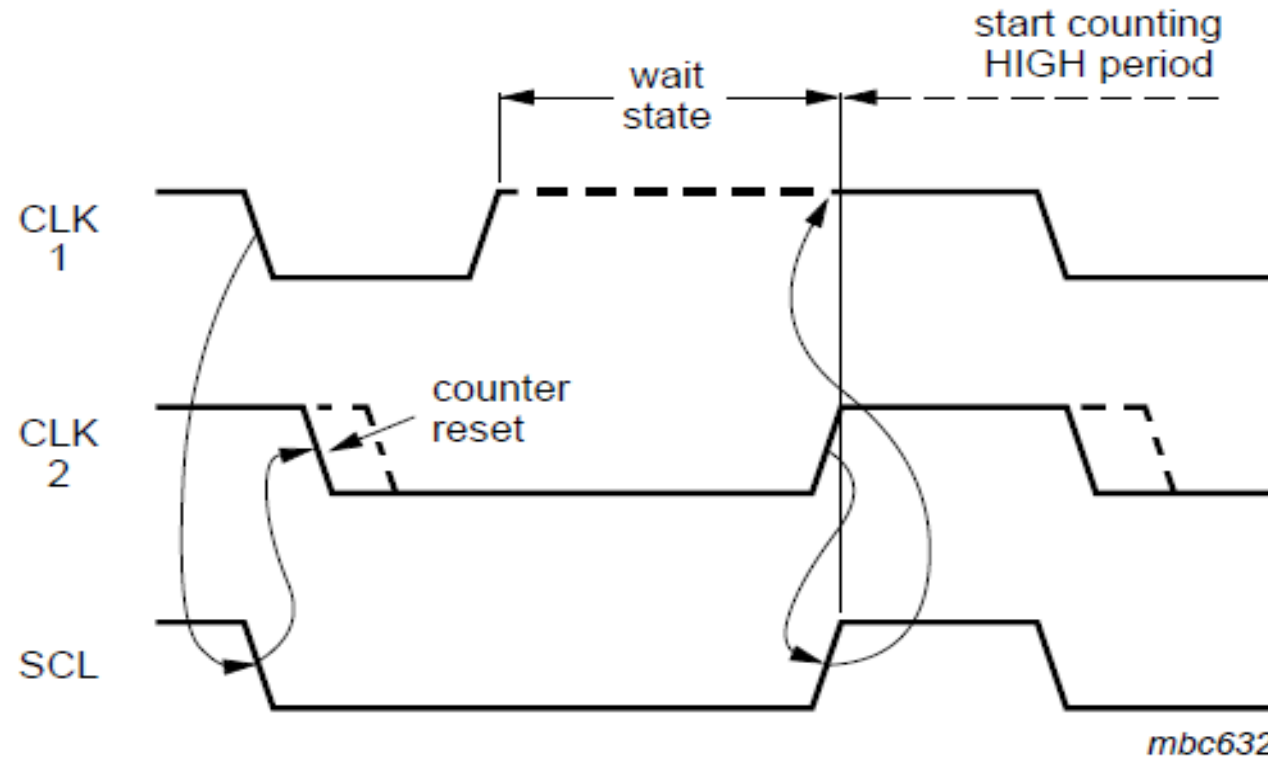 start counting
HIGH period
wait
state
CLK
1
counter
reset
CLK
2
SCL
mbc632